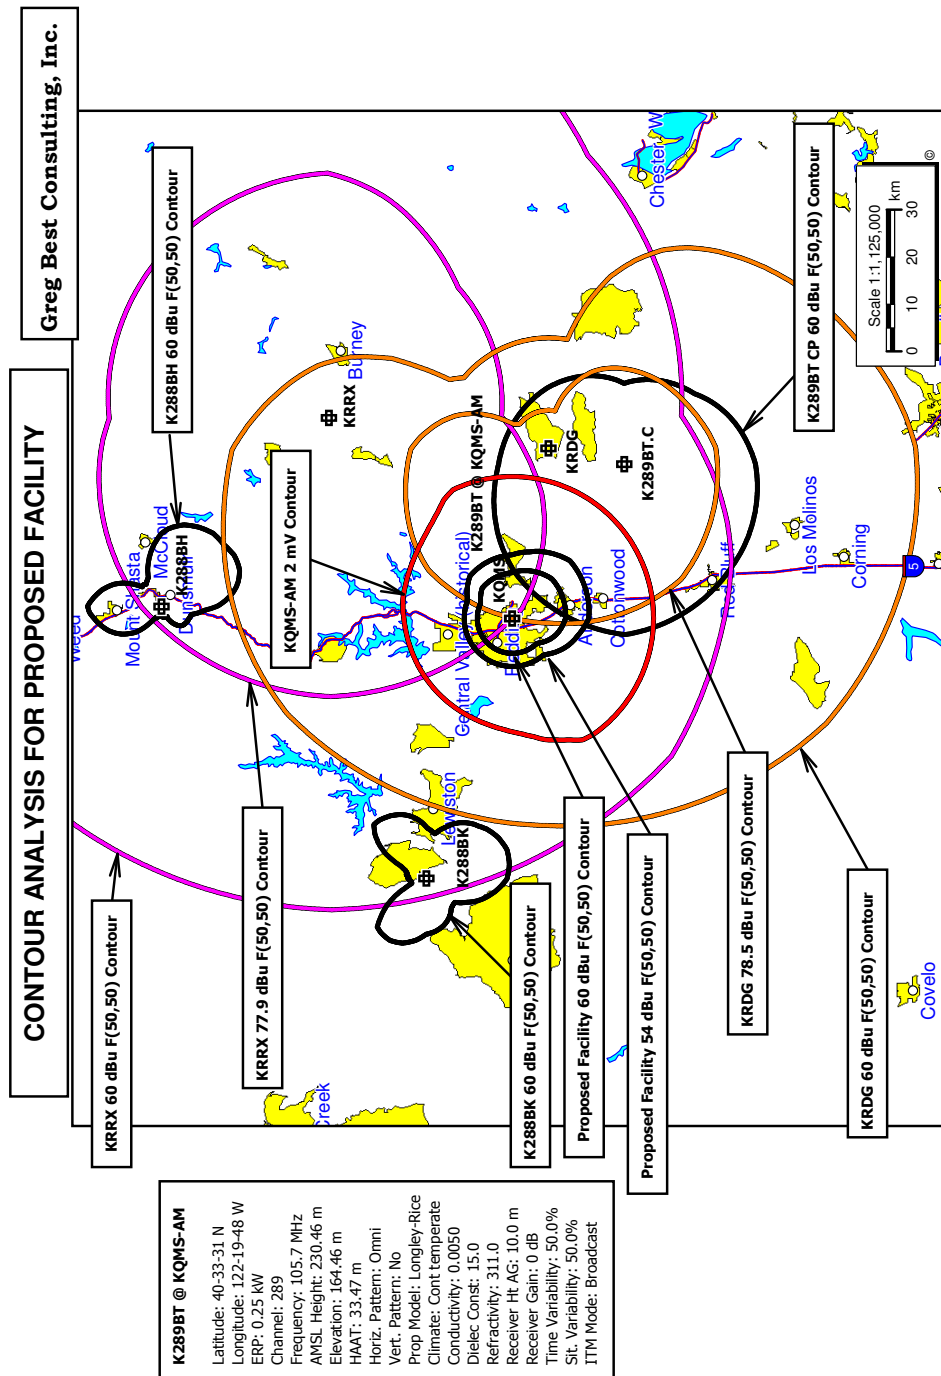 CONTOUR ANALYSIS FOR PROPOSED FACILITY
Greg Best Consulting, Inc.
K289BT @ KQMS-AM
Latitude: 40-33-31 N
Longitude: 122-19-48 W
ERP: 0.25 kW
Channel: 289
Frequency: 105.7 MHz
AMSL Height: 230.46 m
Elevation: 164.46 m
HAAT: 33.47 m
Horiz. Pattern: Omni
Vert. Pattern: No
Prop Model: Longley-Rice
Climate: Cont temperate
Conductivity: 0.0050
Dielec Const: 15.0
Refractivity: 311.0
Receiver Ht AG: 10.0 m
Receiver Gain: 0 dB
Time Variability: 50.0%
Sit. Variability: 50.0%
ITM Mode: Broadcast
KRRX 60 dBu F(50,50) Contour
KRRX 77.9 dBu F(50,50) Contour
K288BK 60 dBu F(50,50) Contour
Proposed Facility 60 dBu F(50,50) Contour
Proposed Facility 54 dBu F(50,50) Contour
KRDG 78.5 dBu F(50,50) Contour
KRDG 60 dBu F(50,50) Contour
KQMS-AM 2 mV Contour
K288BH 60 dBu F(50,50) Contour
K289BT CP 60 dBu F(50,50) Contour
Weed
Mount Shasta
McCloud
Dunsmuir
K288BH
KRRX
Burney
Creek
Lewiston
K288BK
Central Valley (historical)
K289BT @ KQMS-AM
KQMS
Redding
Anderson
Cottonwood
KRDG
K289BT.C
Red Bluff
Los Molinos
Corning
Chester
W
Covelo
5
Scale 1:1,125,000
0 10 20 30
km
©